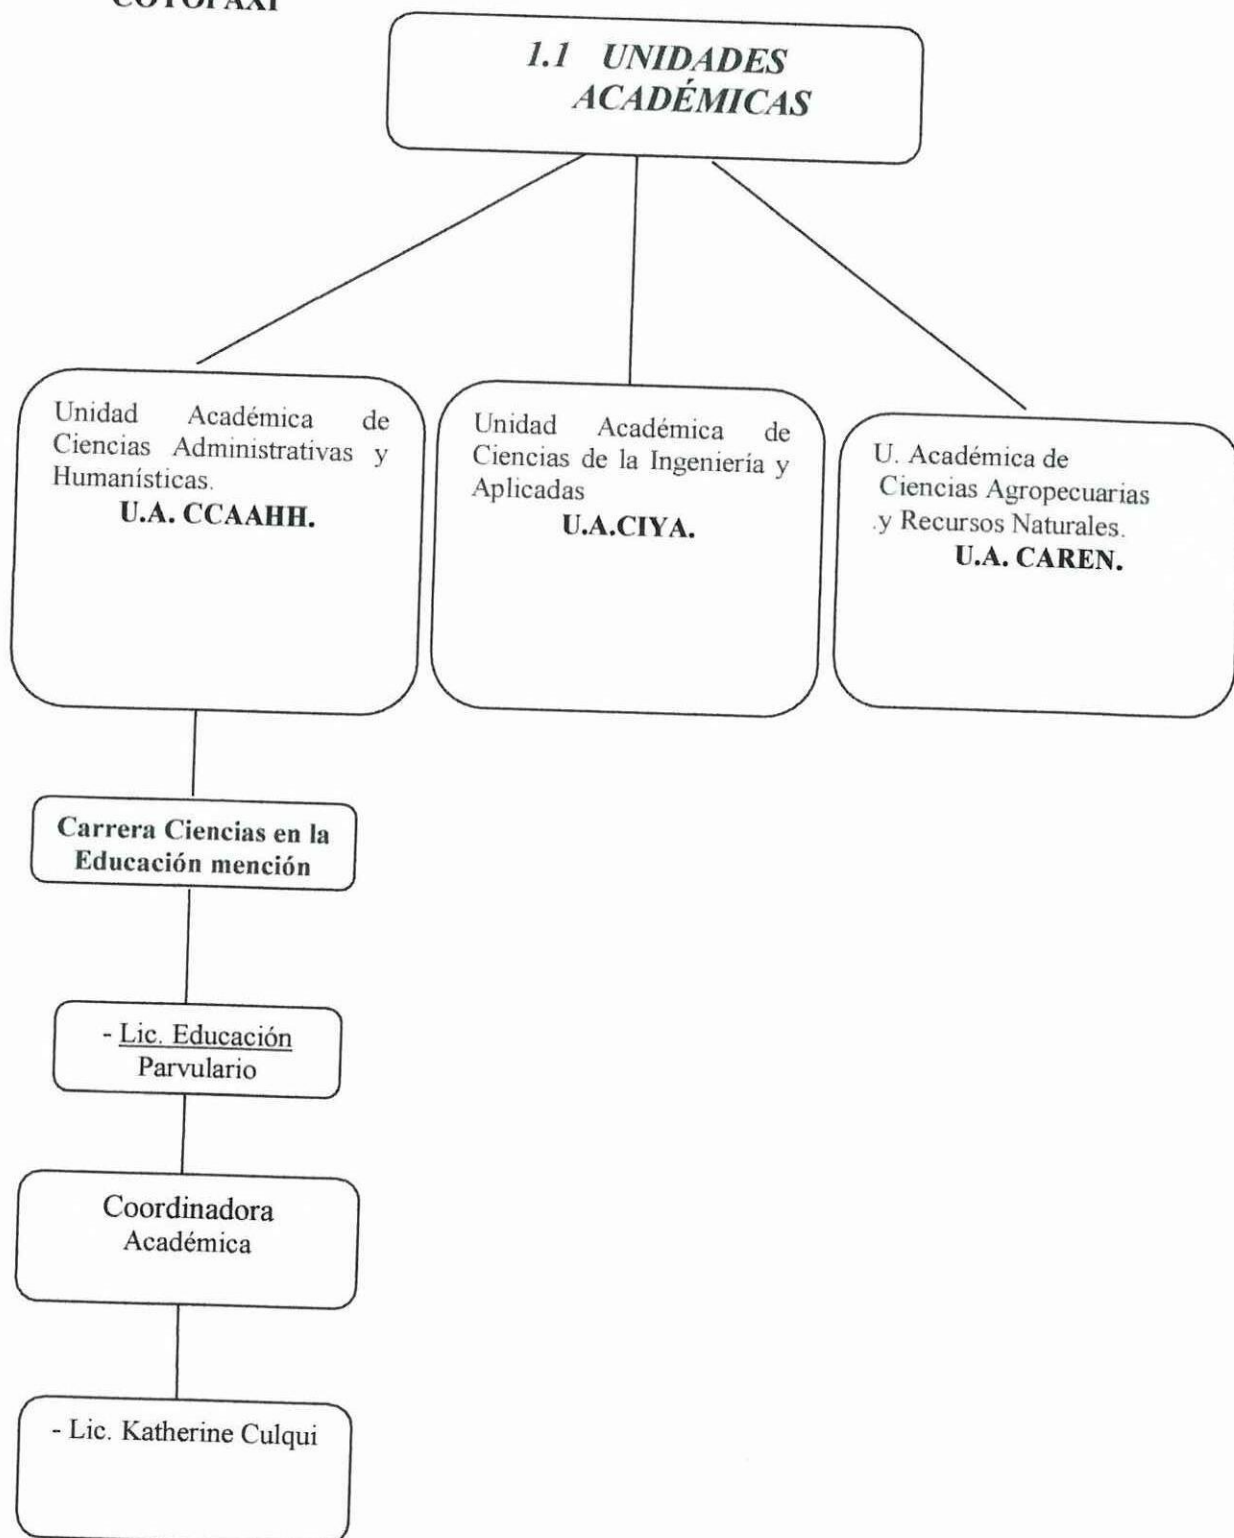 COTOPAXI
1.1 UNIDADES
ACADÉMICAS
Unidad Académica de
Ciencias Administrativas y
Humanísticas.
U.A. CCAAHH.
Unidad Académica de
Ciencias de la Ingeniería y
Aplicadas
U.A.CIYA.
U. Académica de
Ciencias Agropecuarias
.y Recursos Naturales.
U.A. CAREN.
Carrera Ciencias en la
Educación mención
- Lic. Educación
Parvulario
Coordinadora
Académica
- Lic. Katherine Culqui